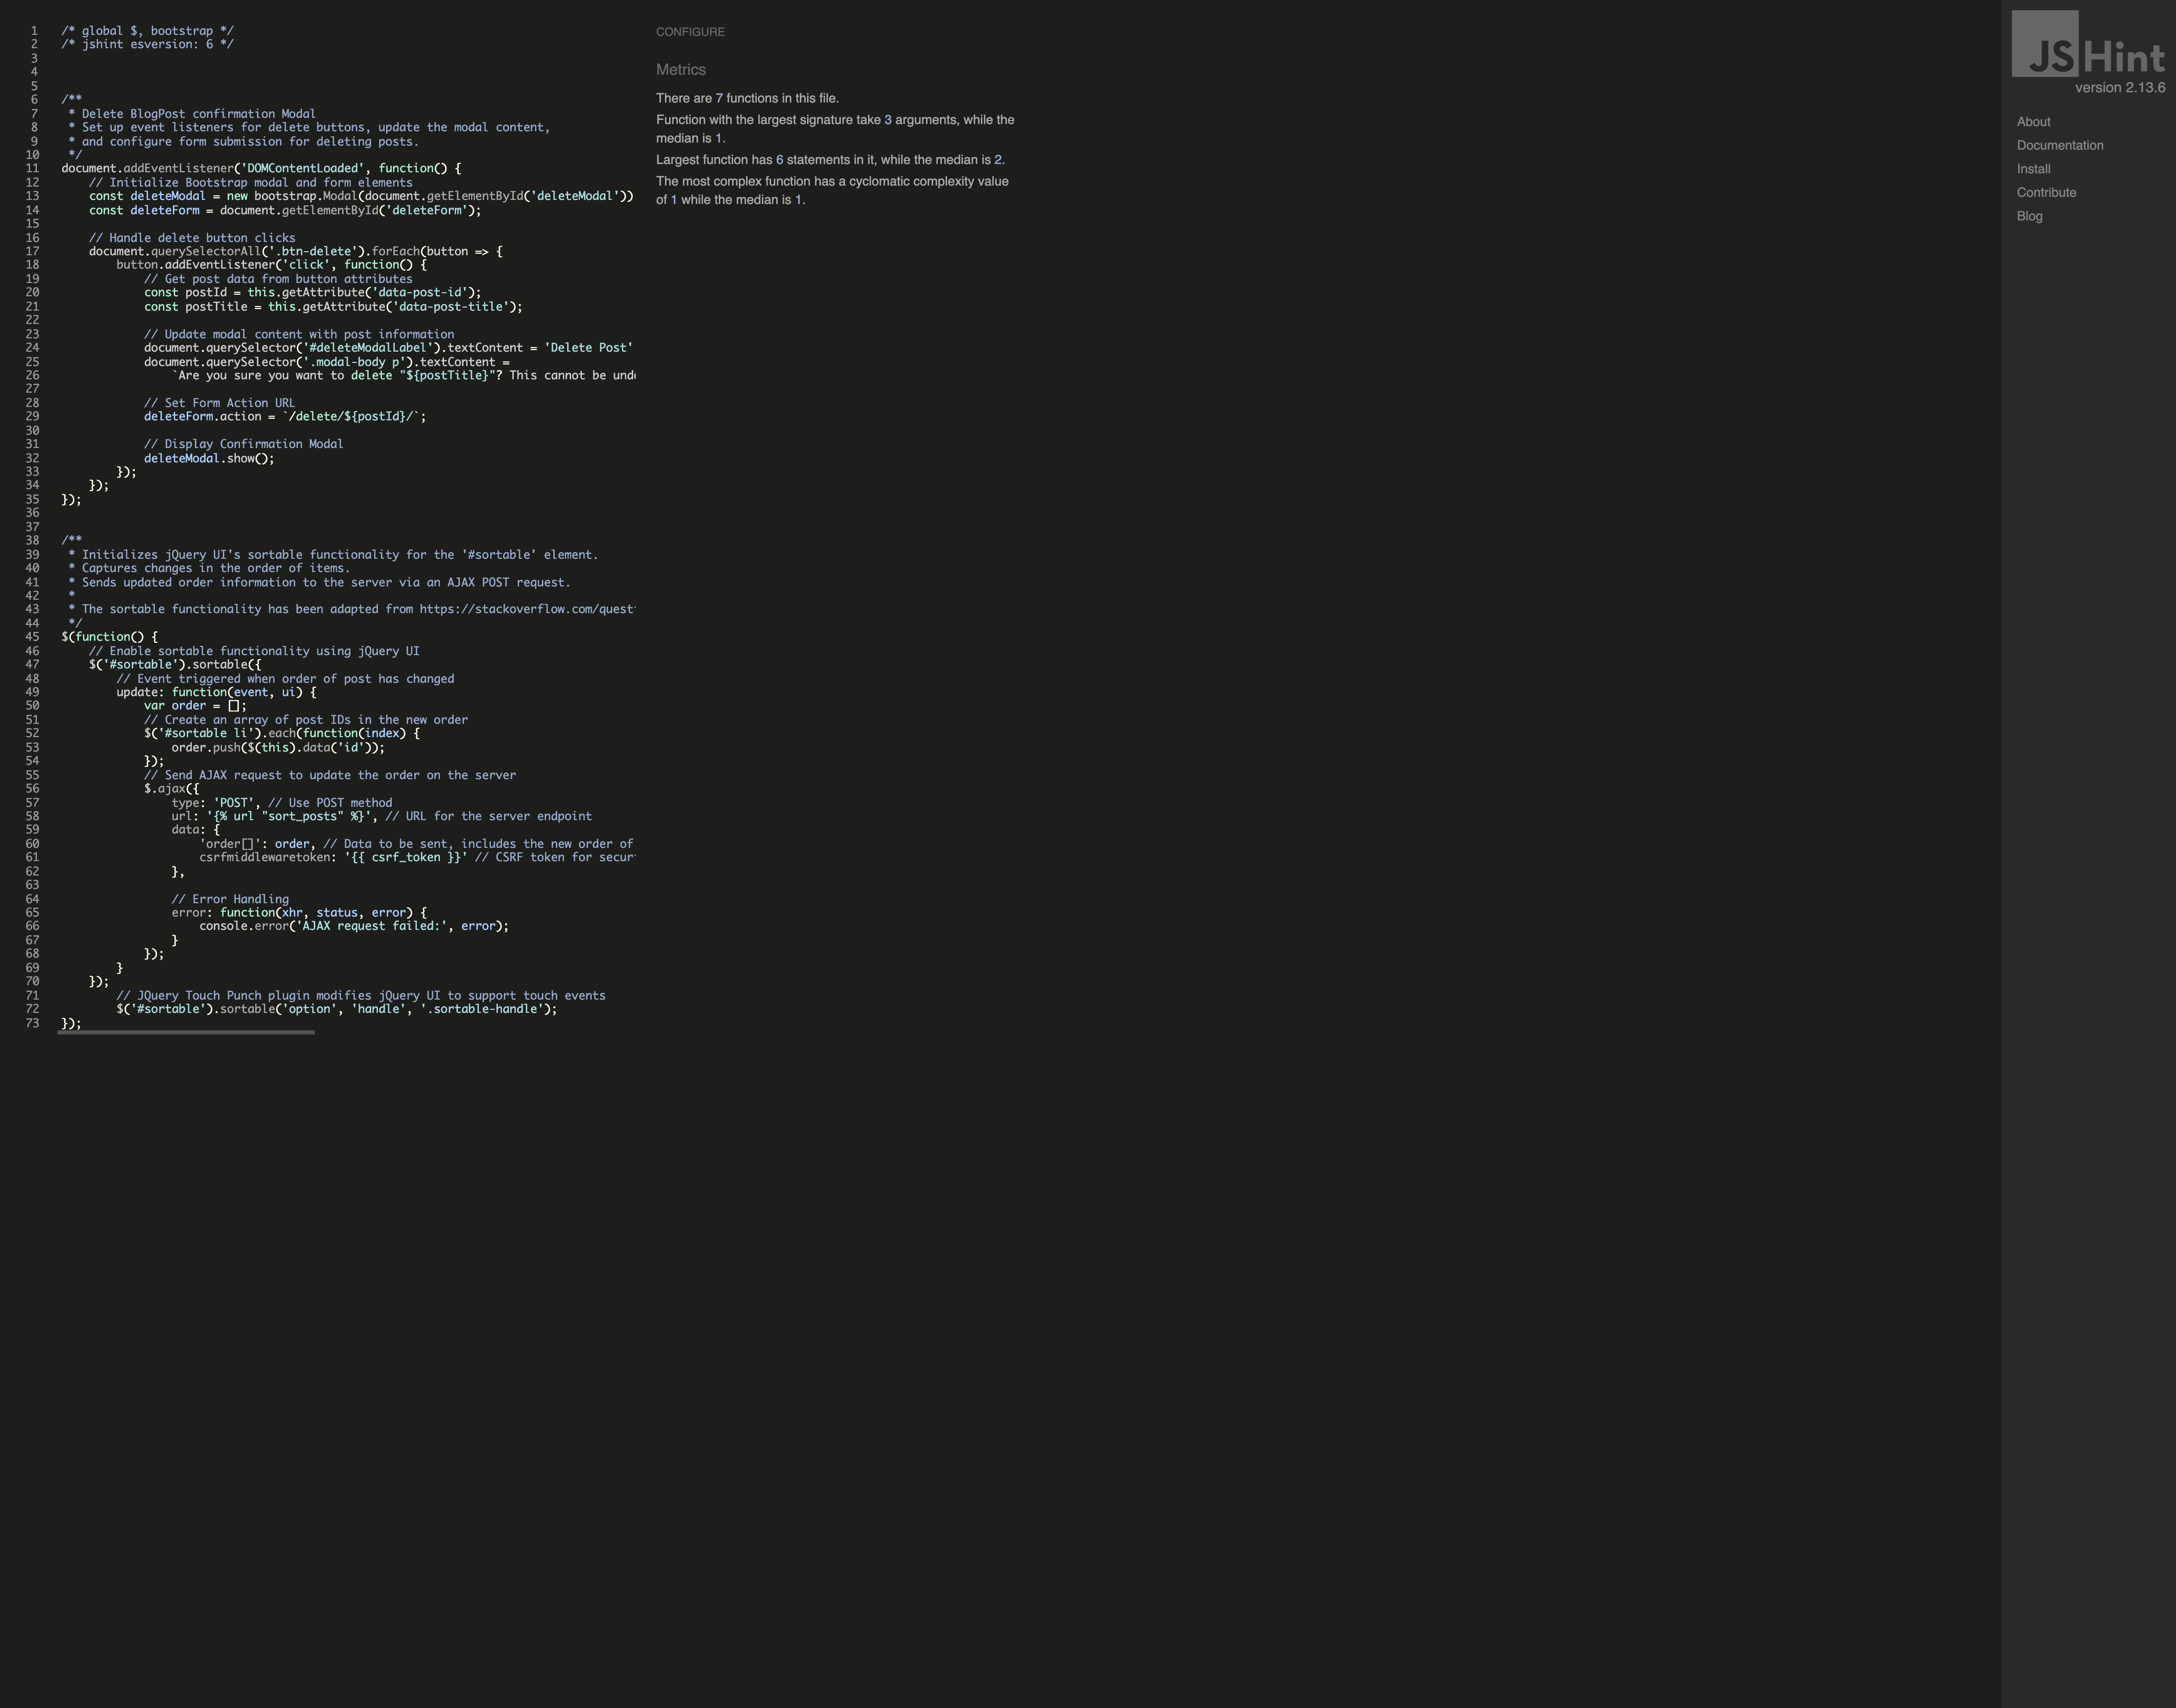 1 /* global $, bootstrap */
2 /* jshint esversion: 6 */
3
4
5
6 /**
7  * Delete BlogPost confirmation Modal
8  * Set up event listeners for delete buttons, update the modal content,
9  * and configure form submission for deleting posts.
10  */
11 document.addEventListener('DOMContentLoaded', function() {
12     // Initialize Bootstrap modal and form elements
13     const deleteModal = new bootstrap.Modal(document.getElementById('deleteModal'))
14     const deleteForm = document.getElementById('deleteForm');
15
16     // Handle delete button clicks
17     document.querySelectorAll('.btn-delete').forEach(button => {
18         button.addEventListener('click', function() {
19             // Get post data from button attributes
20             const postId = this.getAttribute('data-post-id');
21             const postTitle = this.getAttribute('data-post-title');
22
23             // Update modal content with post information
24             document.querySelector('#deleteModalLabel').textContent = 'Delete Post'
25             document.querySelector('.modal-body p').textContent =
26                 `Are you sure you want to delete "${postTitle}"? This cannot be
27
28             // Set Form Action URL
29             deleteForm.action = `/delete/${postId}/`;
30
31             // Display Confirmation Modal
32             deleteModal.show();
33         });
34     });
35 });
36
37
38 /**
39  * Initializes jQuery UI's sortable functionality for the '#sortable' element.
40  * Captures changes in the order of items.
41  * Sends updated order information to the server via an AJAX POST request.
42  *
43  * The sortable functionality has been adapted from https://stackoverflow.com/quest
44  */
45 $(function() {
46     // Enable sortable functionality using jQuery UI
47     $('#sortable').sortable({
48         // Event triggered when order of post has changed
49         update: function(event, ui) {
50             var order = [];
51             // Create an array of post IDs in the new order
52             $('#sortable li').each(function(index) {
53                 order.push($(this).data('id'));
54             });
55             // Send AJAX request to update the order on the server
56             $.ajax({
57                 type: 'POST', // Use POST method
58                 url: '{% url "sort_posts" %}', // URL for the server endpoint
59                 data: {
60                     'order[]': order, // Data to be sent, includes the new order of
61                     csrfmiddlewaretoken: '{{ csrf_token }}' // CSRF token for
62                 },
63
64                 // Error Handling
65                 error: function(xhr, status, error) {
66                     console.error('AJAX request failed:', error);
67                 }
68             });
69         }
70     });
71         // JQuery Touch Punch plugin modifies jQuery UI to support touch events
72         $('#sortable').sortable('option', 'handle', '.sortable-handle');
73 });
CONFIGURE
Metrics
There are 7 functions in this file.
Function with the largest signature take 3 arguments, while the
median is 1.
Largest function has 6 statements in it, while the median is 2.
The most complex function has a cyclomatic complexity value
of 1 while the median is 1.
JSHint
version 2.13.6
About
Documentation
Install
Contribute
Blog